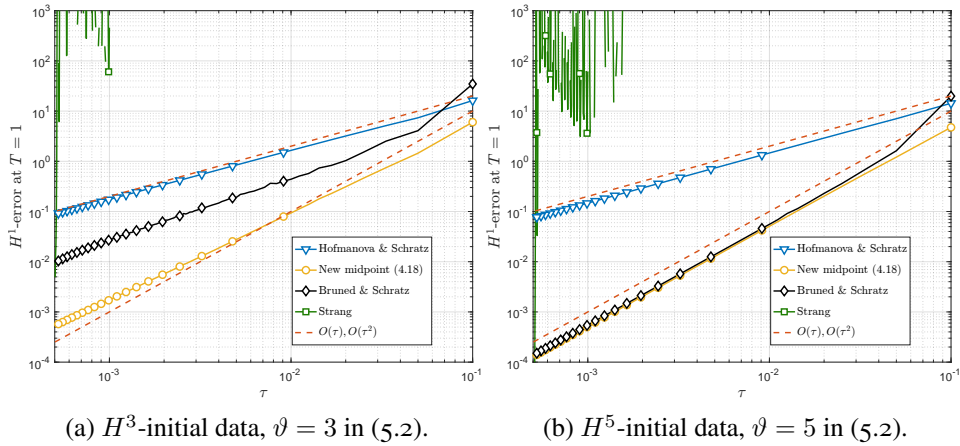 10^3
10^2
10^1
10^0
10^-1
10^-2
10^-3
10^-4
H^1-error at T = 1
10^-3
10^-2
10^-1
τ
Hofmanova & Schratz
New midpoint (4.18)
Bruned & Schratz
Strang
O(τ), O(τ^2)
(a) H^3-initial data, ϑ = 3 in (5.2).
10^3
10^2
10^1
10^0
10^-1
10^-2
10^-3
10^-4
H^1-error at T = 1
10^-3
10^-2
10^-1
τ
Hofmanova & Schratz
New midpoint (4.18)
Bruned & Schratz
Strang
O(τ), O(τ^2)
(b) H^5-initial data, ϑ = 5 in (5.2).